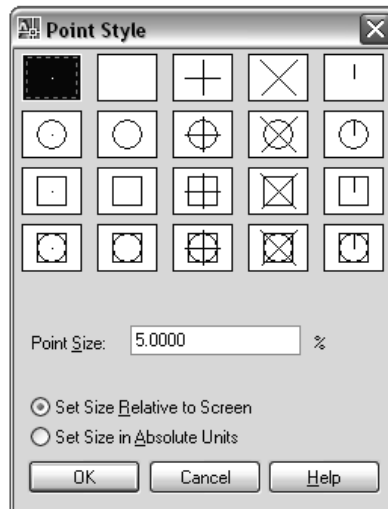 Point Style
Point Size: 5.0000 %
Set Size Relative to Screen
Set Size in Absolute Units
OK Cancel Help